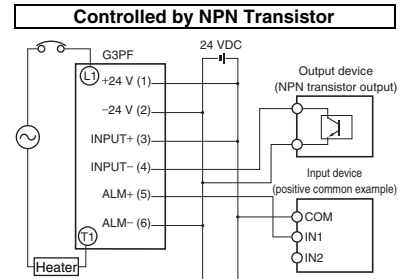 Controlled by NPN Transistor
24 VDC
G3PF
L1
+24 V (1)
−24 V (2)
INPUT+ (3)
INPUT− (4)
ALM+ (5)
ALM− (6)
T1
Heater
Output device
(NPN transistor output)
Input device
(positive common example)
COM
IN1
IN2